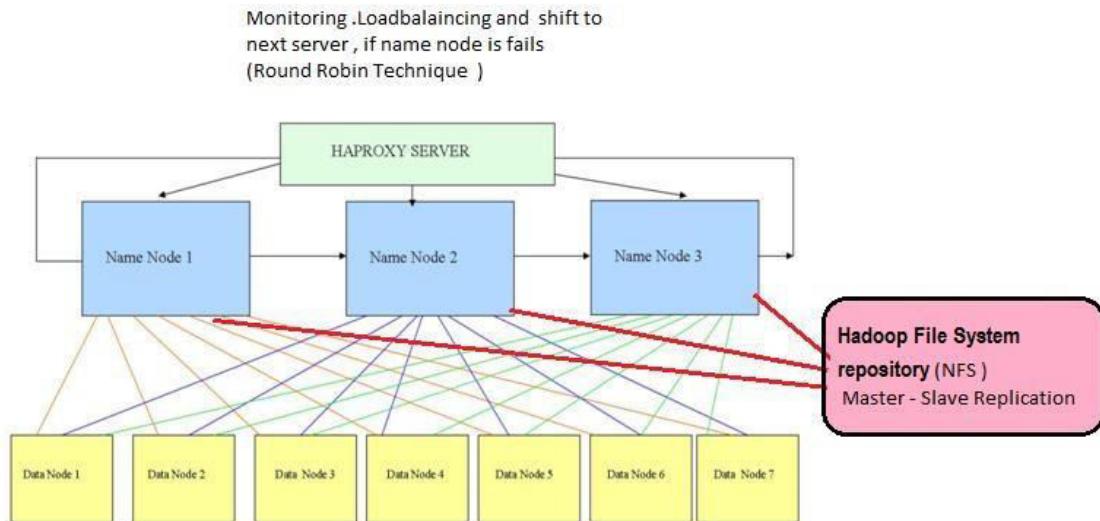 Monitoring .Loadbalaincing and shift to
next server , if name node is fails
(Round Robin Technique )
HAPROXY SERVER
Name Node 1
Name Node 2
Name Node 3
Hadoop File System
repository (NFS )
Master - Slave Replication
Data Node 1
Data Node 2
Data Node 3
Data Node 4
Data Node 5
Data Node 6
Data Node 7